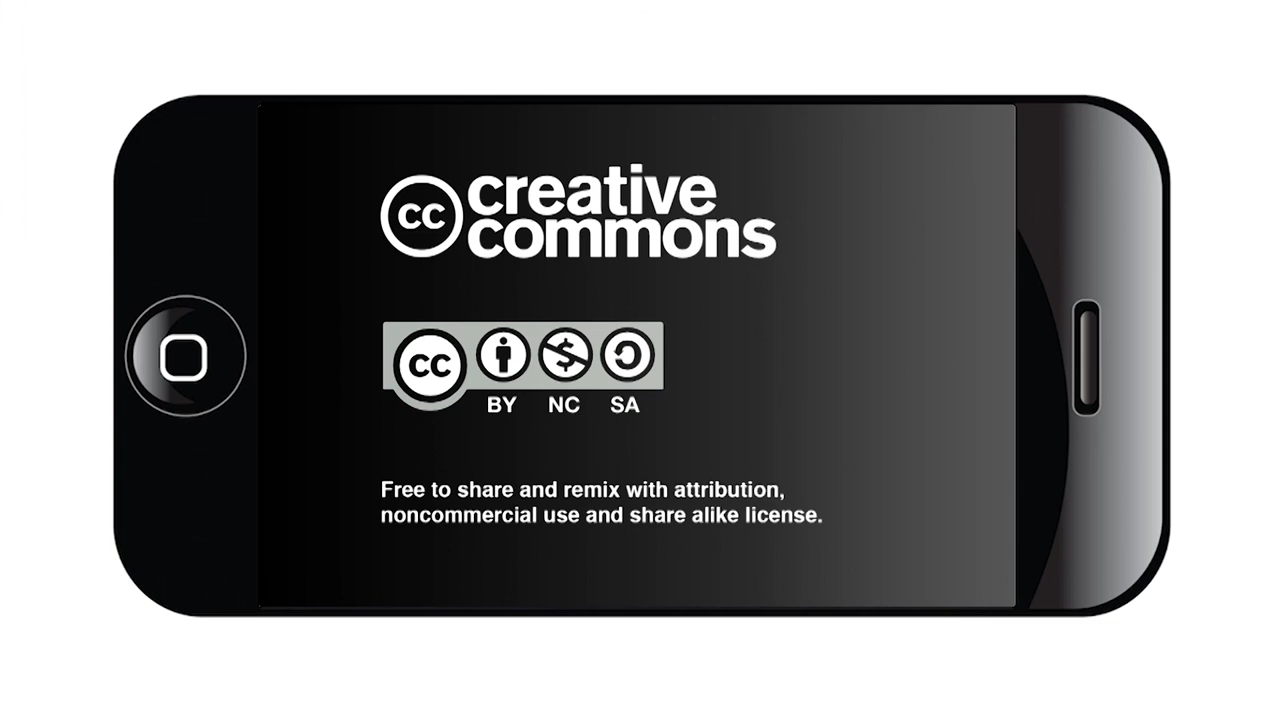 cc creative
commons
cc
BY NC SA
Free to share and remix with attribution,
noncommercial use and share alike license.